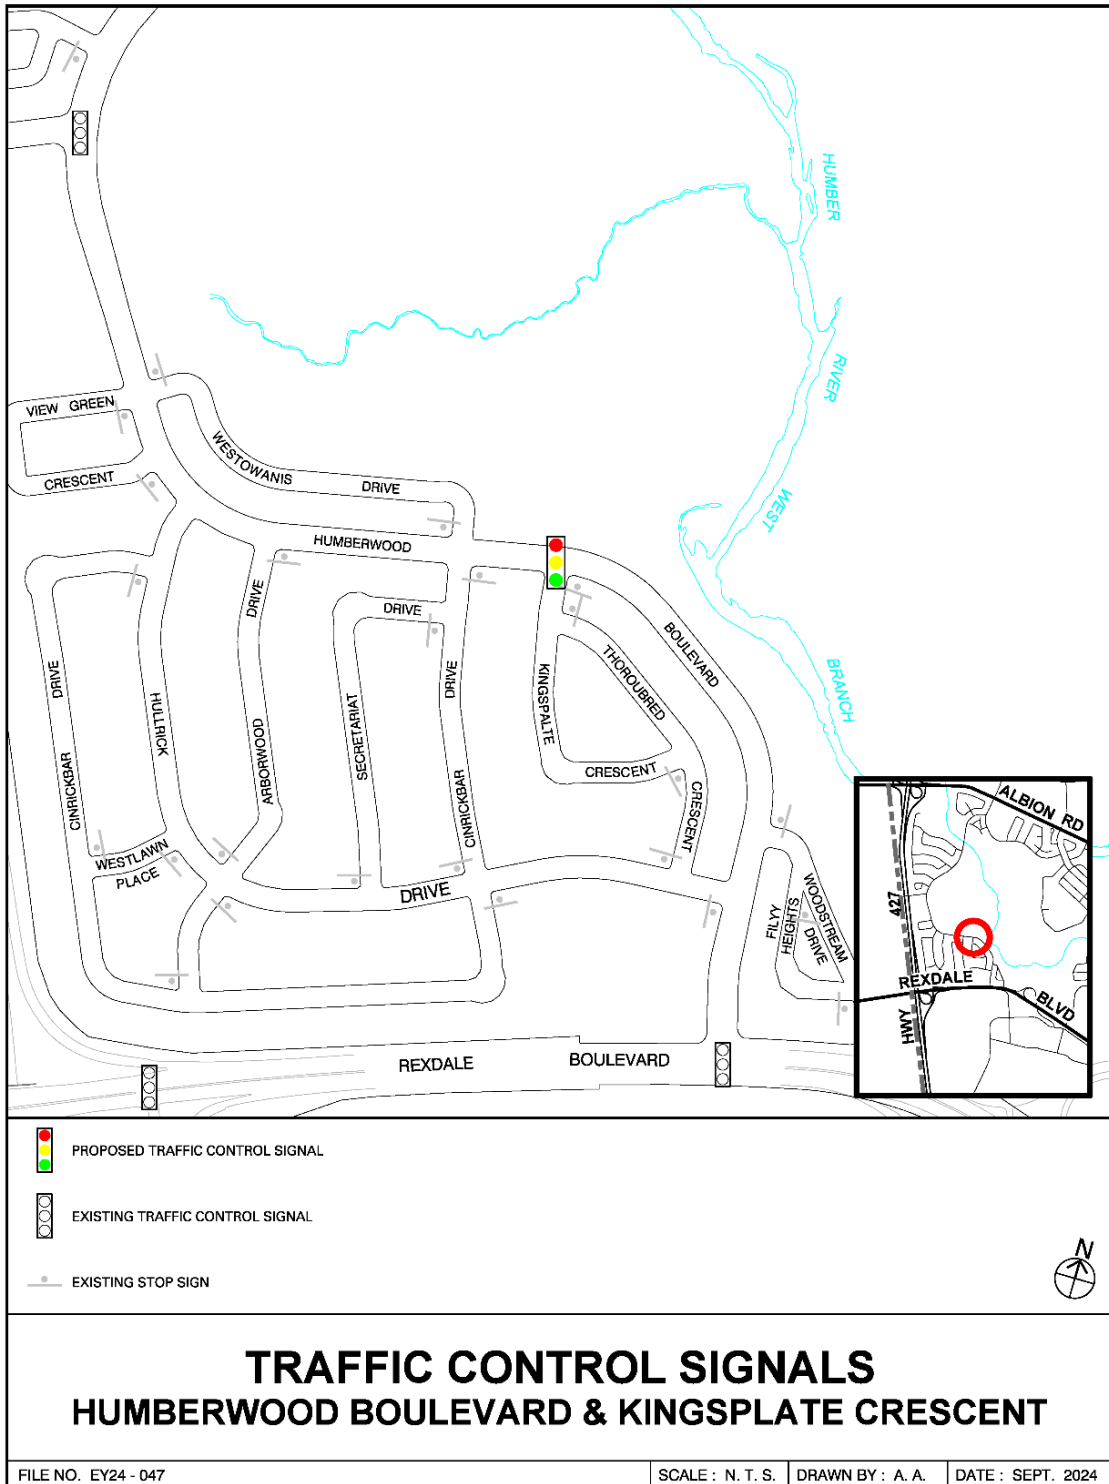 HUMBER
RIVER
WEST
BRANCH
VIEW GREEN
CRESCENT
WESTOWANIS
DRIVE
HUMBERWOOD
BOULEVARD
DRIVE
DRIVE
DRIVE
DRIVE
CINRICKBAR
HULLRICK
ARBORWOOD
SECRETARIAT
CINRICKBAR
KINGSPALTE
THOROUBRED
CRESCENT
CRESCENT
WESTLAWN
PLACE
DRIVE
FILYY
HEIGHTS
WOODSTREAM
DRIVE
REXDALE BOULEVARD
ALBION RD
427
REXDALE
BLVD
HWY
PROPOSED TRAFFIC CONTROL SIGNAL
EXISTING TRAFFIC CONTROL SIGNAL
EXISTING STOP SIGN
N
TRAFFIC CONTROL SIGNALS
HUMBERWOOD BOULEVARD & KINGSPLATE CRESCENT
FILE NO. EY24 - 047
SCALE : N. T. S.
DRAWN BY : A. A.
DATE : SEPT. 2024